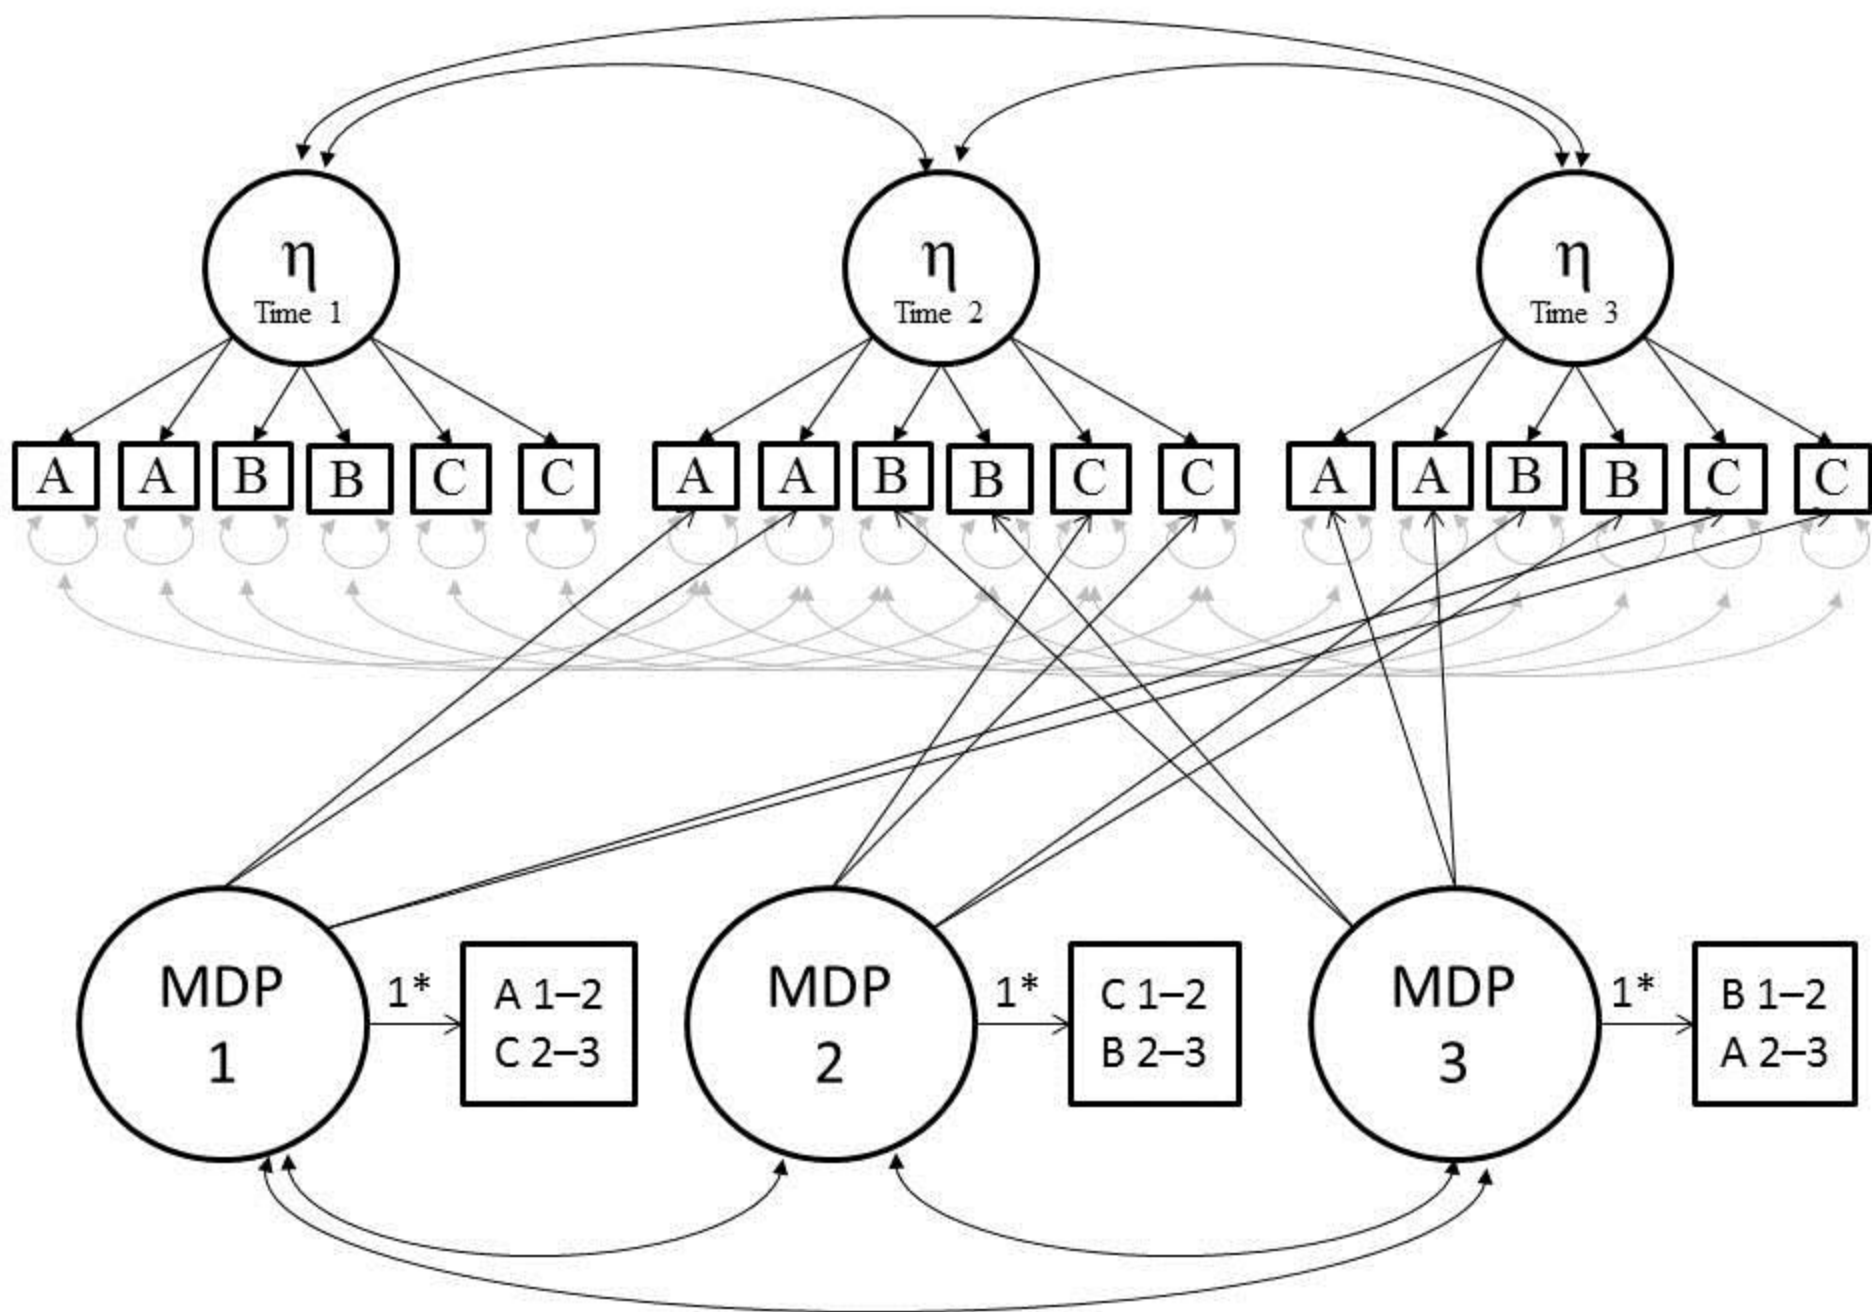 η η η
Time 1 Time 2 Time 3
A A B B C C A A B B C C A A B B C C
MDP 1* A 1–2 MDP 1* C 1–2 MDP 1* B 1–2
1 C 2–3 2 B 2–3 3 A 2–3